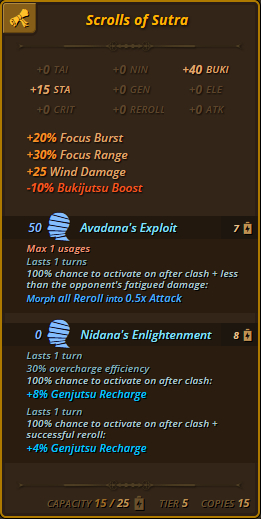 Scrolls of Sutra
+0 TAI +0 NIN +40 BUKI
+15 STA +0 GEN +0 ELE
+0 CRIT +0 REROLL +0 ATK
+20% Focus Burst
+30% Focus Range
+25 Wind Damage
-10% Bukijutsu Boost
50 Avadana's Exploit 7
Max 1 usages
Lasts 1 turns
100% chance to activate on after clash + less
than the opponent's fatigued damage:
Morph all Reroll into 0.5x Attack
0 Nidana's Enlightenment 8
Lasts 1 turn
30% overcharge efficiency
100% chance to activate on after clash:
+8% Genjutsu Recharge
Lasts 1 turn
100% chance to activate on after clash +
successful reroll:
+4% Genjutsu Recharge
CAPACITY 15 / 25 TIER 5 COPIES 15